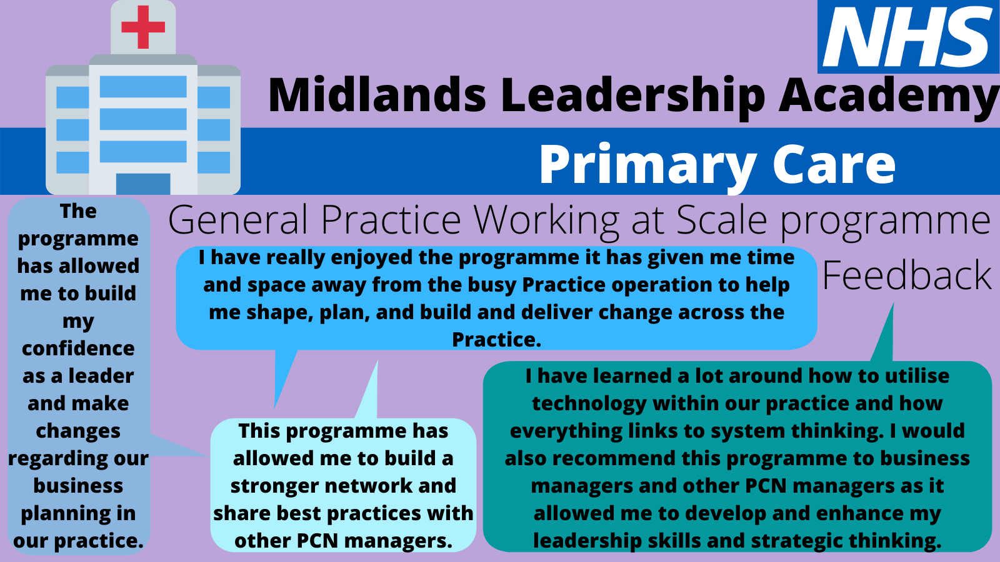 NHS
Midlands Leadership Academy
Primary Care
General Practice Working at Scale programme
Feedback
The
programme
has allowed
me to build
my
confidence
as a leader
and make
changes
regarding our
business
planning in
our practice.
I have really enjoyed the programme it has given me time
and space away from the busy Practice operation to help
me shape, plan, and build and deliver change across the
Practice.
This programme has
allowed me to build a
stronger network and
share best practices with
other PCN managers.
I have learned a lot around how to utilise
technology within our practice and how
everything links to system thinking. I would
also recommend this programme to business
managers and other PCN managers as it
allowed me to develop and enhance my
leadership skills and strategic thinking.